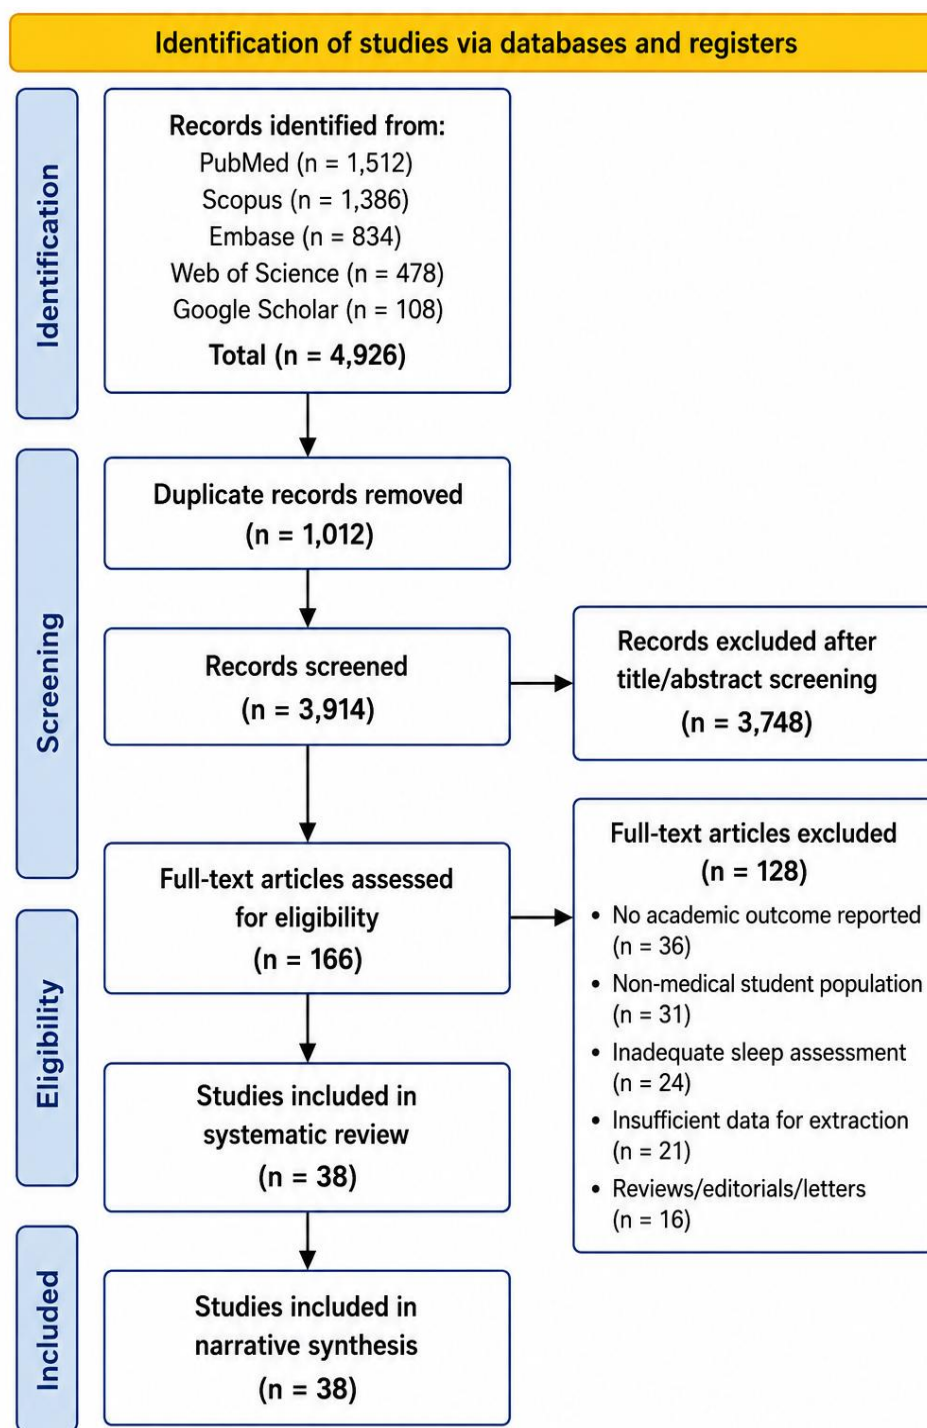 Identification of studies via databases and registers
Identification
Records identified from:
PubMed (n = 1,512)
Scopus (n = 1,386)
Embase (n = 834)
Web of Science (n = 478)
Google Scholar (n = 108)
Total (n = 4,926)
Screening
Duplicate records removed
(n = 1,012)
Records screened
(n = 3,914)
Records excluded after
title/abstract screening
(n = 3,748)
Full-text articles assessed
for eligibility
(n = 166)
Full-text articles excluded
(n = 128)
• No academic outcome reported
(n = 36)
• Non-medical student population
(n = 31)
• Inadequate sleep assessment
(n = 24)
• Insufficient data for extraction
(n = 21)
• Reviews/editorials/letters
(n = 16)
Eligibility
Studies included in
systematic review
(n = 38)
Included
Studies included in
narrative synthesis
(n = 38)